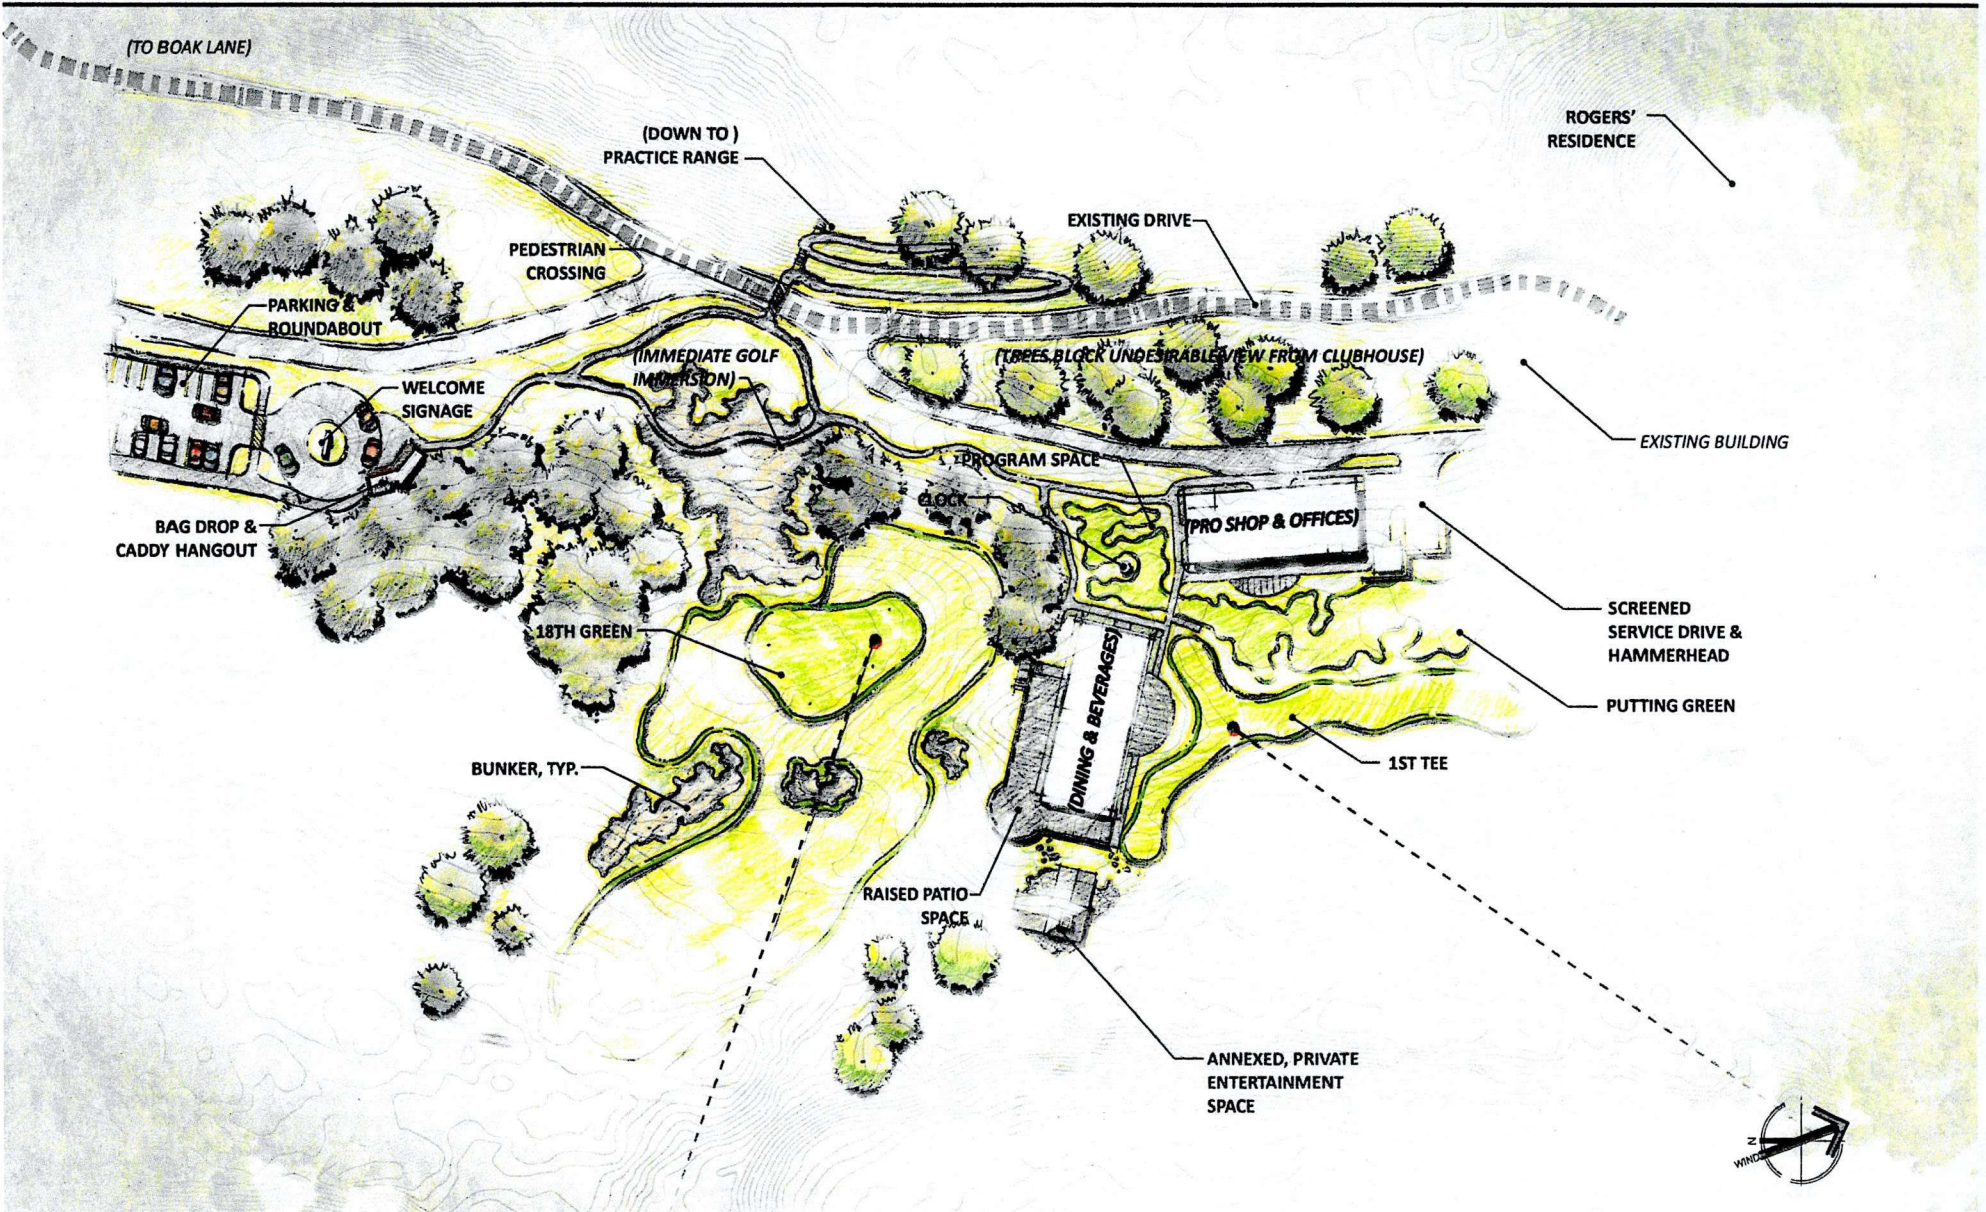 (TO BOAK LANE)
(DOWN TO )
PRACTICE RANGE
ROGERS'
RESIDENCE
EXISTING DRIVE
PEDESTRIAN
CROSSING
PARKING &
ROUNDABOUT
(IMMEDIATE GOLF
IMMERSION)
(TREES BLOCK UNDESIRABLE VIEW FROM CLUBHOUSE)
WELCOME
SIGNAGE
EXISTING BUILDING
PROGRAM SPACE
CLOCK
(PRO SHOP & OFFICES)
BAG DROP &
CADDY HANGOUT
SCREENED
SERVICE DRIVE &
HAMMERHEAD
18TH GREEN
PUTTING GREEN
(DINING & BEVERAGES)
1ST TEE
BUNKER, TYP.
RAISED PATIO
SPACE
ANNEXED, PRIVATE
ENTERTAINMENT
SPACE
N
WIND